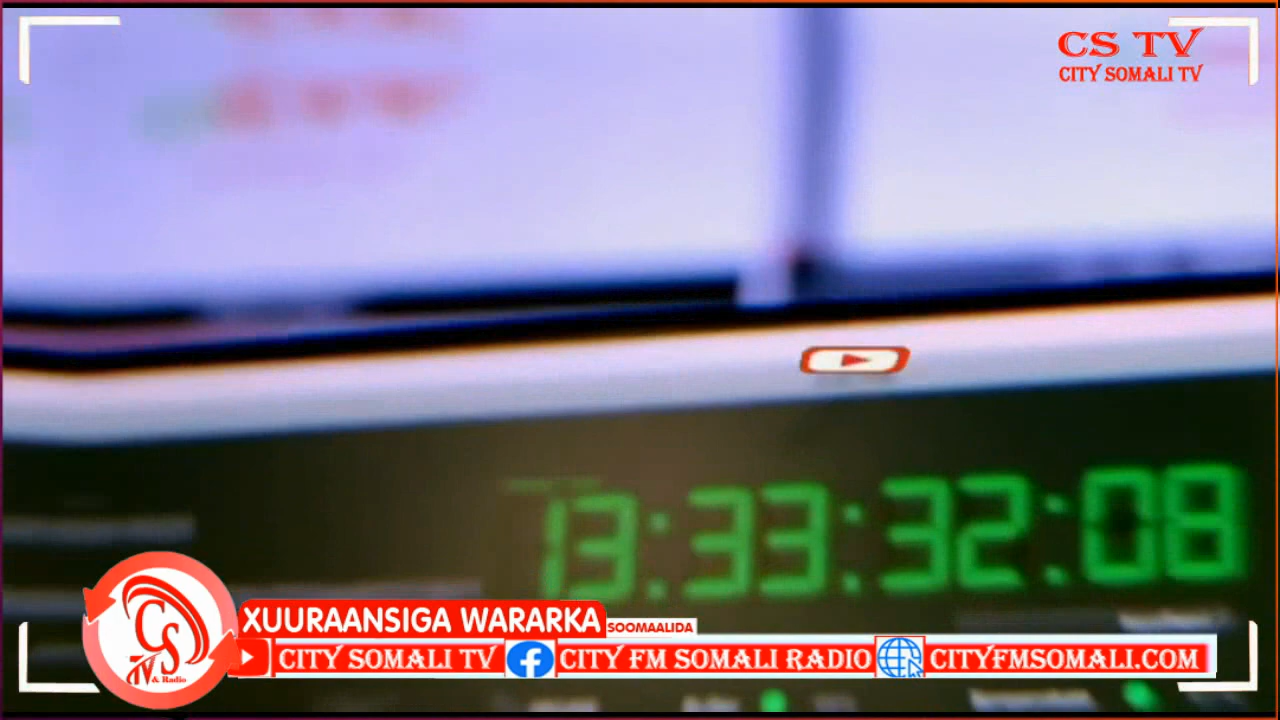 CS TV
CITY SOMALI TV
13:33:32:08
XUURAANSIGA WARARKA
SOOMAALIDA
CITY SOMALI TV
CITY FM SOMALI RADIO
CITYFMSOMALI.COM
CS
TV
& Radio